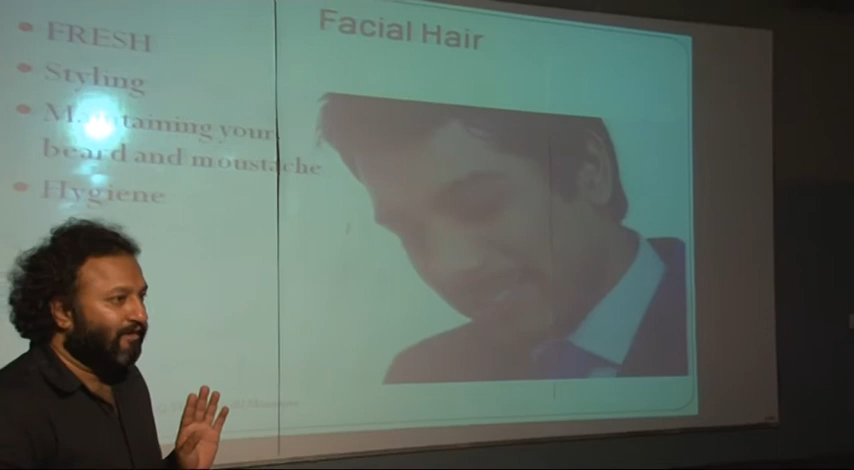 Facial Hair
• FRESH
• Styling
• Maintaining your
beard and moustache
• Hygiene